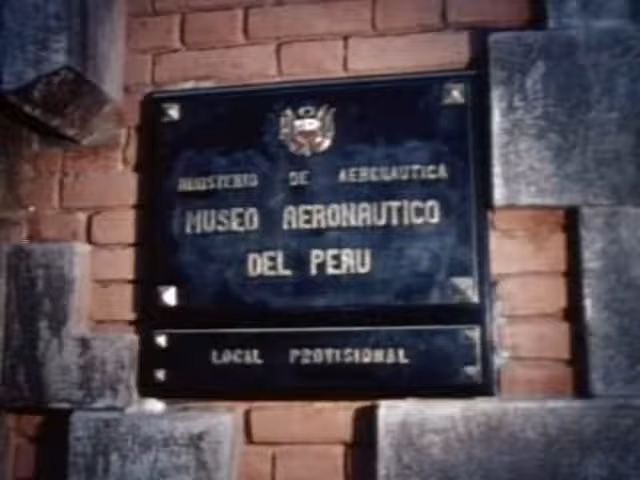 MINISTERIO DE AERONAUTICA
MUSEO AERONAUTICO
DEL PERU
LOCAL PROVISIONAL